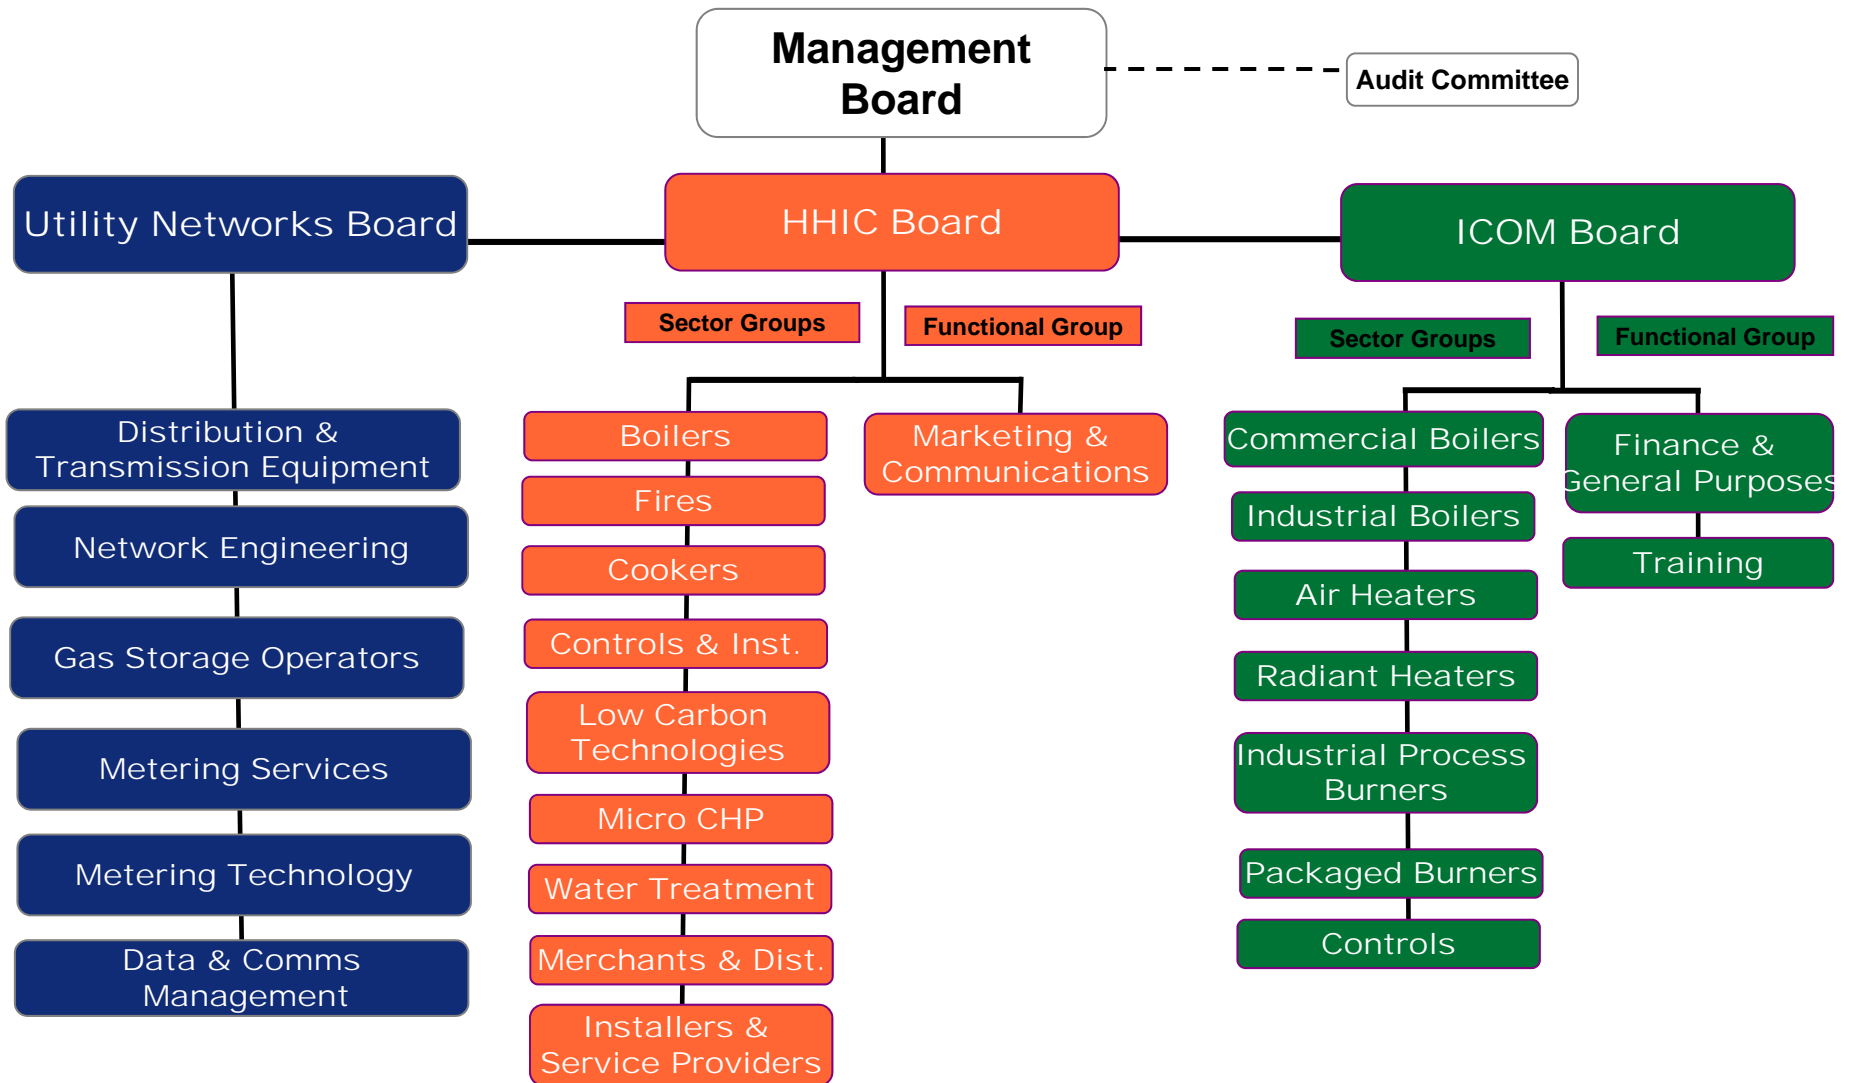 Management
Board
Audit Committee
Utility Networks Board
HHIC Board
ICOM Board
Sector Groups
Functional Group
Sector Groups
Functional Group
Distribution &
Transmission Equipment
Network Engineering
Gas Storage Operators
Metering Services
Metering Technology
Data & Comms
Management
Boilers
Fires
Cookers
Controls & Inst.
Low Carbon
Technologies
Micro CHP
Water Treatment
Merchants & Dist.
Installers &
Service Providers
Marketing &
Communications
Commercial Boilers
Industrial Boilers
Air Heaters
Radiant Heaters
Industrial Process
Burners
Packaged Burners
Controls
Finance &
General Purposes
Training